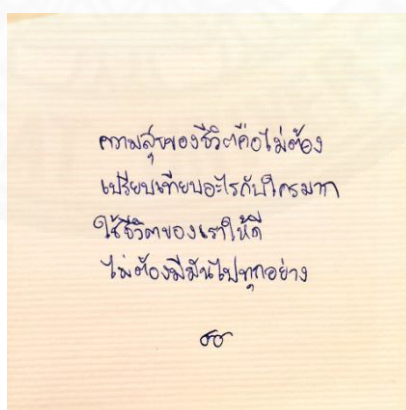 ความสุขของชีวิตคือไม่ต้อง
เปรียบเทียบอะไรกับใครมาก
ใช้ชีวิตของเราให้ดี
ไม่ต้องมีมันไปทุกอย่าง